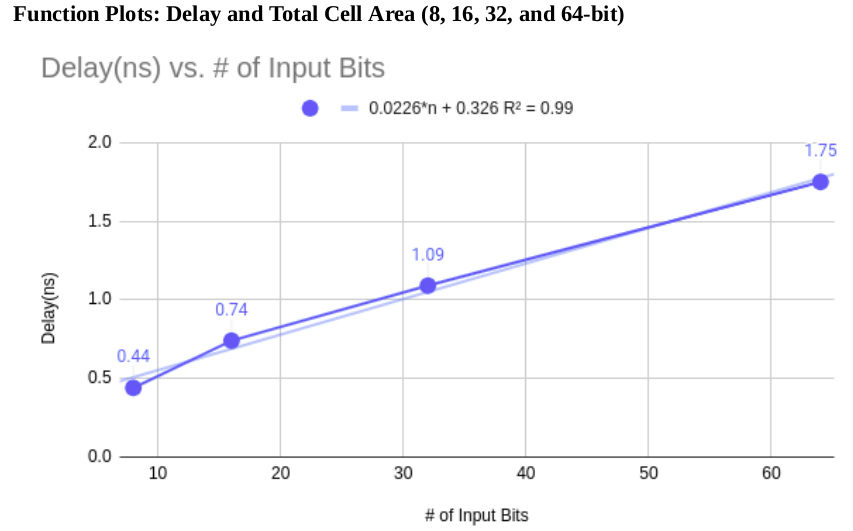 Function Plots: Delay and Total Cell Area (8, 16, 32, and 64-bit)
Delay(ns) vs. # of Input Bits
0.0226*n + 0.326 R² = 0.99
2.0
1.75
1.5
1.09
Delay(ns)
1.0
0.74
0.44
0.5
0.0
10 20 30 40 50 60
# of Input Bits